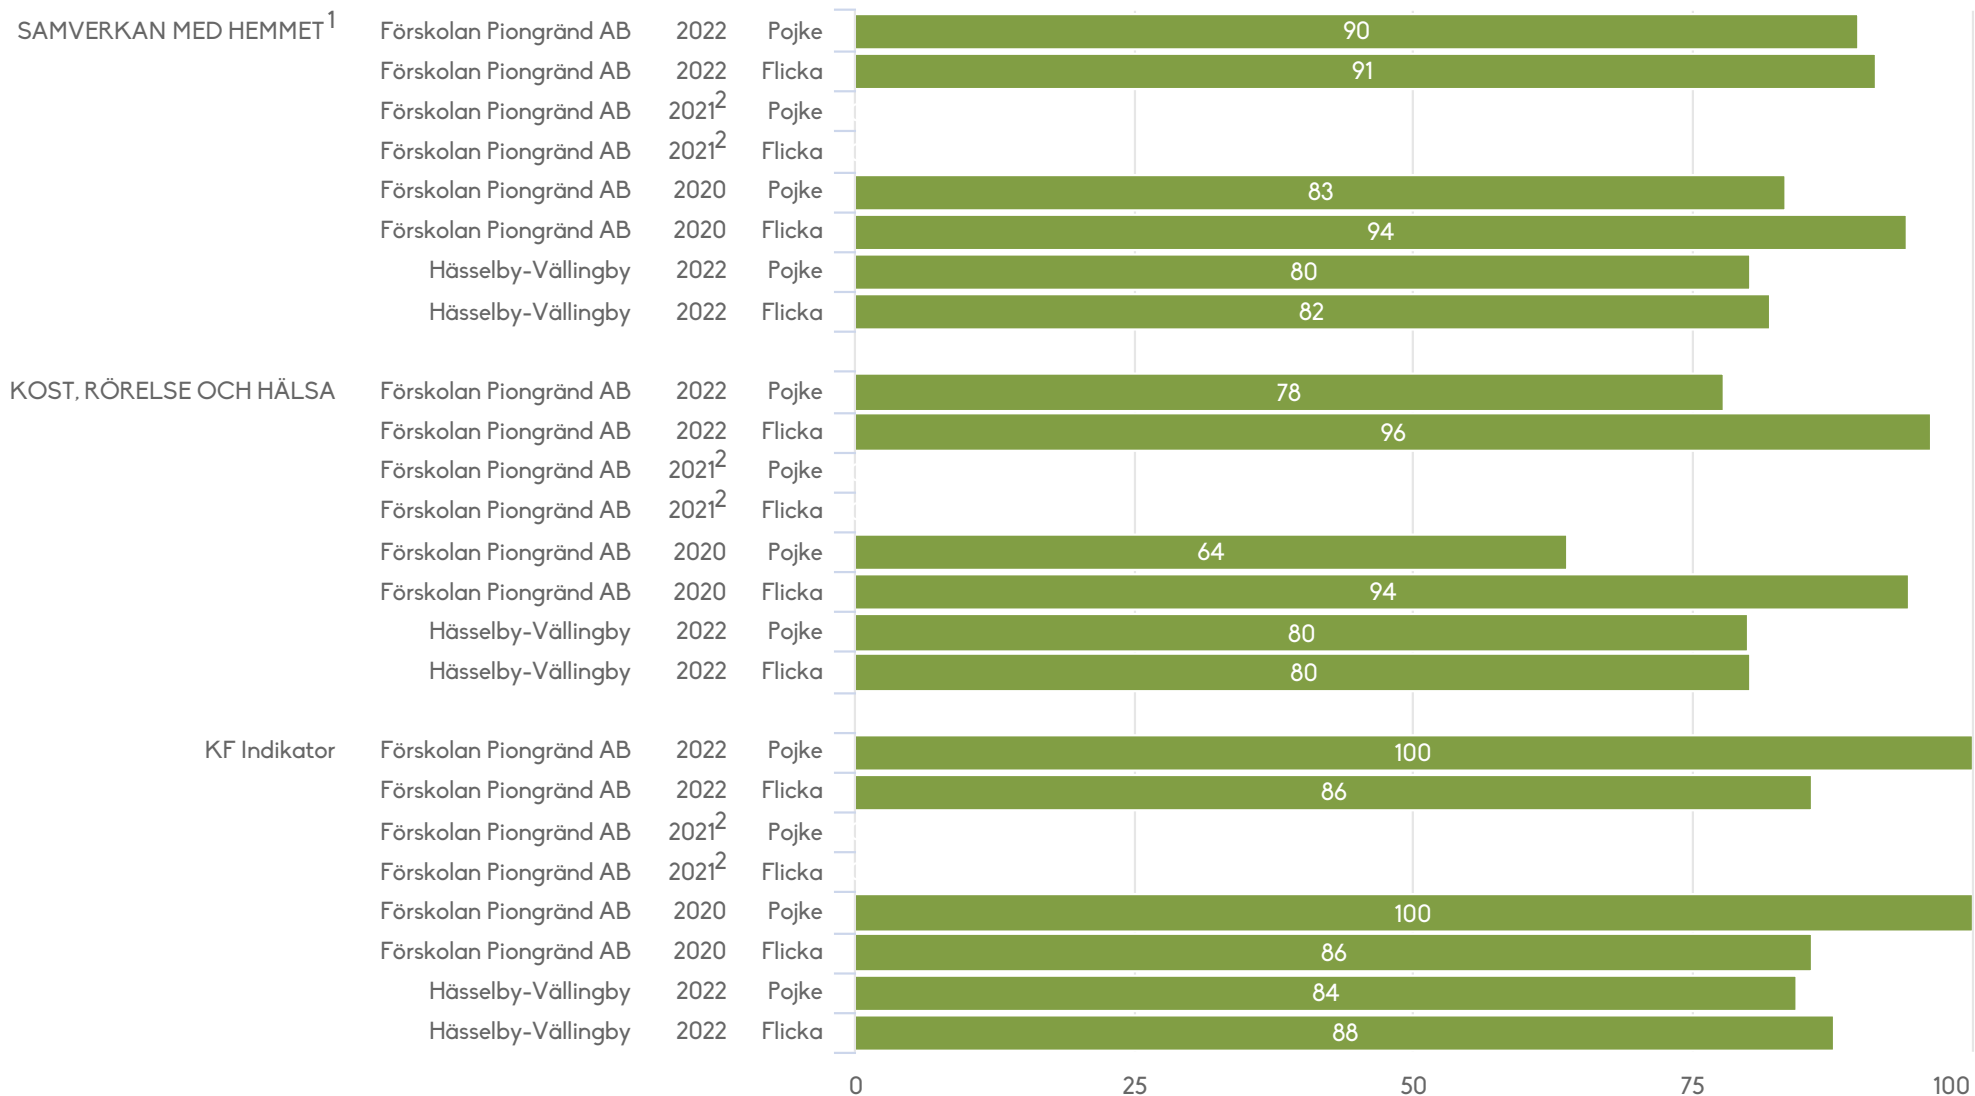 SAMVERKAN MED HEMMET¹ Förskolan Piongränd AB 2022 Pojke 90
Förskolan Piongränd AB 2022 Flicka 91
Förskolan Piongränd AB 2021² Pojke
Förskolan Piongränd AB 2021² Flicka
Förskolan Piongränd AB 2020 Pojke 83
Förskolan Piongränd AB 2020 Flicka 94
Hässelby-Vällingby 2022 Pojke 80
Hässelby-Vällingby 2022 Flicka 82
KOST, RÖRELSE OCH HÄLSA Förskolan Piongränd AB 2022 Pojke 78
Förskolan Piongränd AB 2022 Flicka 96
Förskolan Piongränd AB 2021² Pojke
Förskolan Piongränd AB 2021² Flicka
Förskolan Piongränd AB 2020 Pojke 64
Förskolan Piongränd AB 2020 Flicka 94
Hässelby-Vällingby 2022 Pojke 80
Hässelby-Vällingby 2022 Flicka 80
KF Indikator Förskolan Piongränd AB 2022 Pojke 100
Förskolan Piongränd AB 2022 Flicka 86
Förskolan Piongränd AB 2021² Pojke
Förskolan Piongränd AB 2021² Flicka
Förskolan Piongränd AB 2020 Pojke 100
Förskolan Piongränd AB 2020 Flicka 86
Hässelby-Vällingby 2022 Pojke 84
Hässelby-Vällingby 2022 Flicka 88
0 25 50 75 100